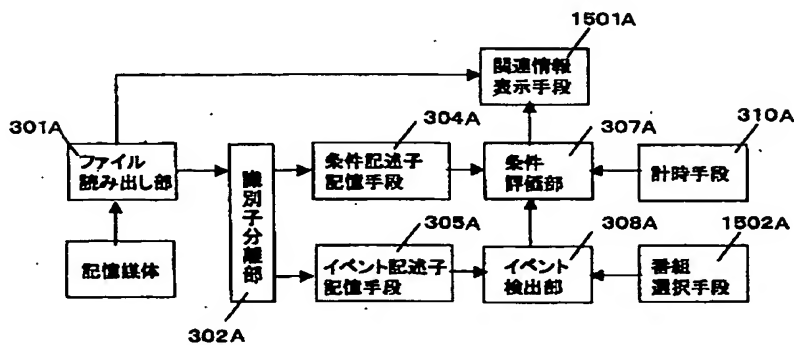 1501A
関連情報
表示手段
301A
304A
307A
310A
ファイル
読み出し部
条件記述子
記憶手段
条件
評価部
計時手段
識別子分離部
305A
308A
1502A
記憶媒体
イベント記述子
記憶手段
イベント
検出部
番組
選択手段
302A